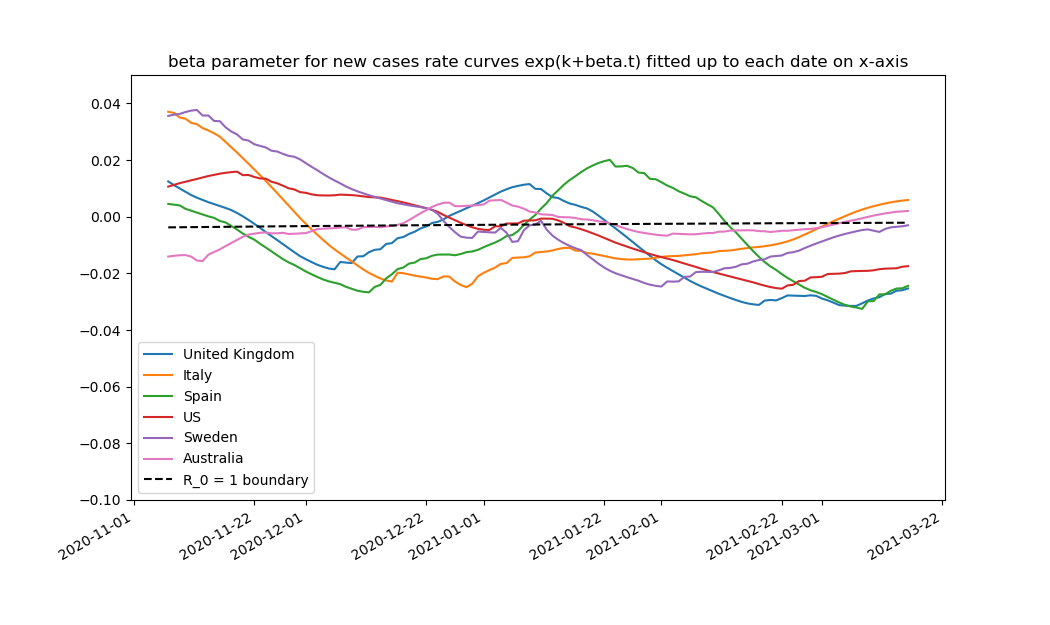 beta parameter for new cases rate curves exp(k+beta.t) fitted up to each date on x-axis
0.04
0.02
0.00
−0.02
−0.04
−0.06
−0.08
−0.10
United Kingdom
Italy
Spain
US
Sweden
Australia
R_0 = 1 boundary
2020-11-01
2020-11-22
2020-12-01
2020-12-22
2021-01-01
2021-01-22
2021-02-01
2021-02-22
2021-03-01
2021-03-22